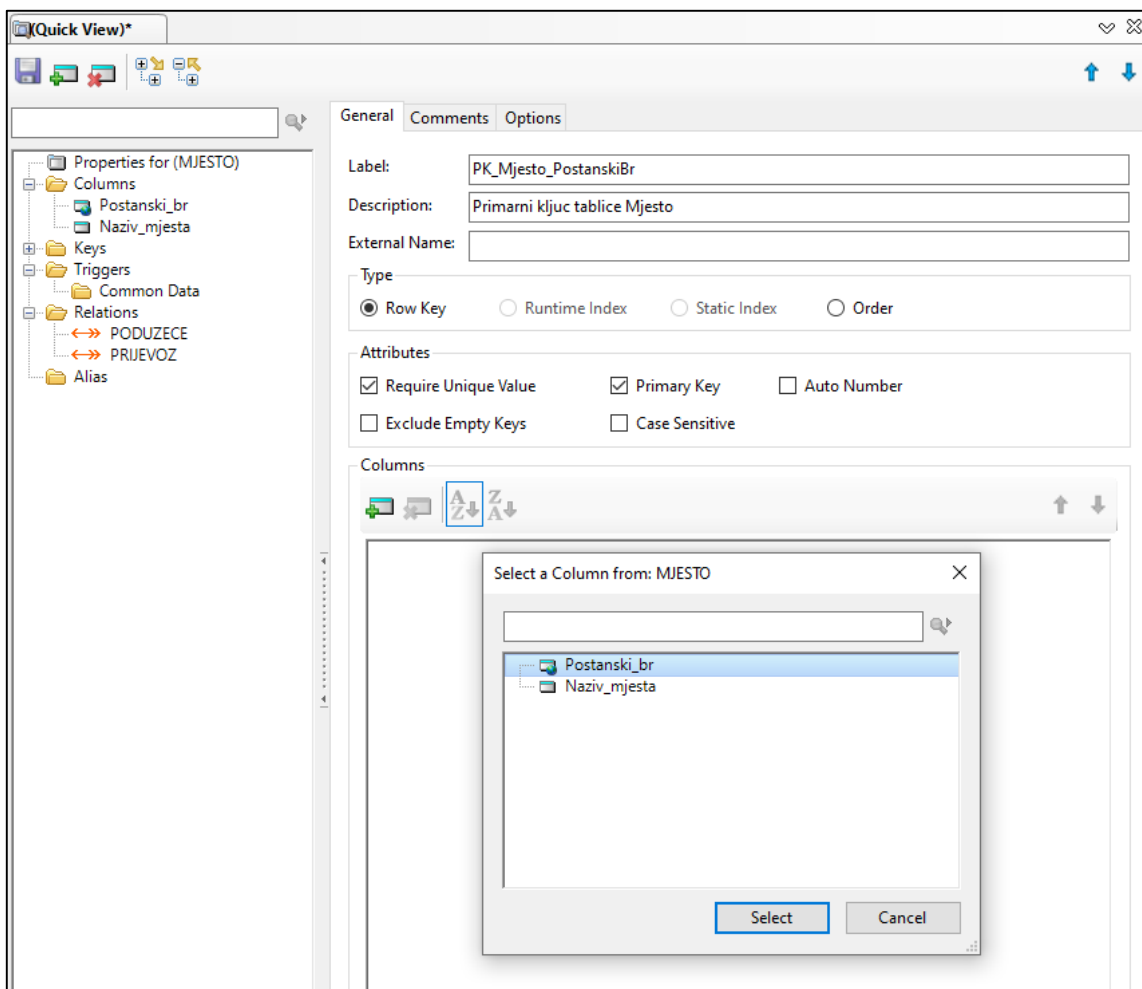 (Quick View)*
General Comments Options
Properties for (MJESTO)
Columns
Postanski_br
Naziv_mjesta
Keys
Triggers
Common Data
Relations
PODUZECE
PRIJEVOZ
Alias
Label: PK_Mjesto_PostanskiBr
Description: Primarni kljuc tablice Mjesto
External Name:
Type
Row Key Runtime Index Static Index Order
Attributes
Require Unique Value Primary Key Auto Number
Exclude Empty Keys Case Sensitive
Columns
A Z Z A
Select a Column from: MJESTO
Postanski_br
Naziv_mjesta
Select Cancel